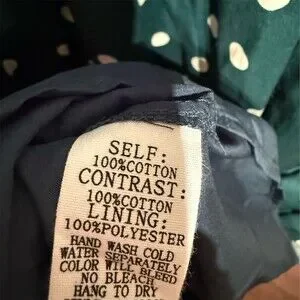 SELF:
100%COTTON
CONTRAST:
100%COTTON
LINING:
100%POLYESTER
HAND WASH COLD
WATER SEPARATELY
COLOR WILL BLEED
NO BLEACH
HANG TO DRY